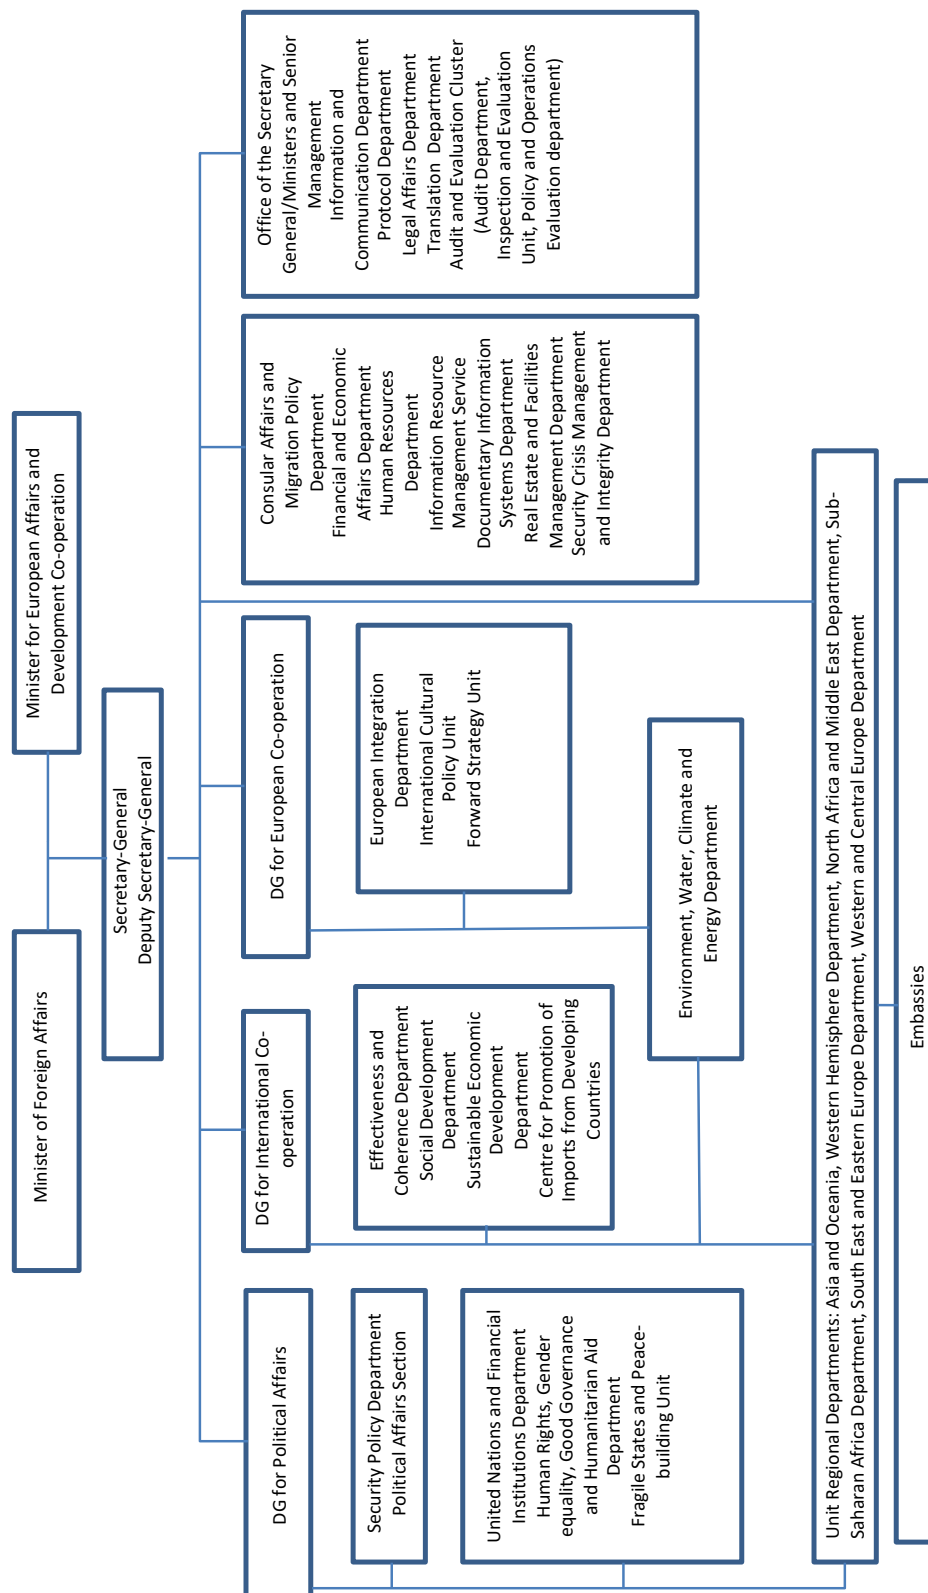 Minister of Foreign Affairs
Minister for European Affairs and
Development Co-operation
Secretary-General
Deputy Secretary-General
DG for Political Affairs
DG for International Co-
operation
DG for European Co-operation
Consular Affairs and
Migration Policy
Department
Financial and Economic
Affairs Department
Human Resources
Department
Information Resource
Management Service
Documentary Information
Systems Department
Real Estate and Facilities
Management Department
Security Crisis Management
and Integrity Department
Office of the Secretary
General/Ministers and Senior
Management
Information and
Communication Department
Protocol Department
Legal Affairs Department
Translation Department
Audit and Evaluation Cluster
(Audit Department,
Inspection and Evaluation
Unit, Policy and Operations
Evaluation department)
Security Policy Department
Political Affairs Section
Effectiveness and
Coherence Department
Social Development
Department
Sustainable Economic
Development
Department
Centre for Promotion of
Imports from Developing
Countries
European Integration
Department
International Cultural
Policy Unit
Forward Strategy Unit
United Nations and Financial
Institutions Department
Human Rights, Gender
equality, Good Governance
and Humanitarian Aid
Department
Fragile States and Peace-
building Unit
Environment, Water, Climate and
Energy Department
Unit Regional Departments: Asia and Oceania, Western Hemisphere Department, North Africa and Middle East Department, Sub-
Saharan Africa Department, South East and Eastern Europe Department, Western and Central Europe Department
Embassies